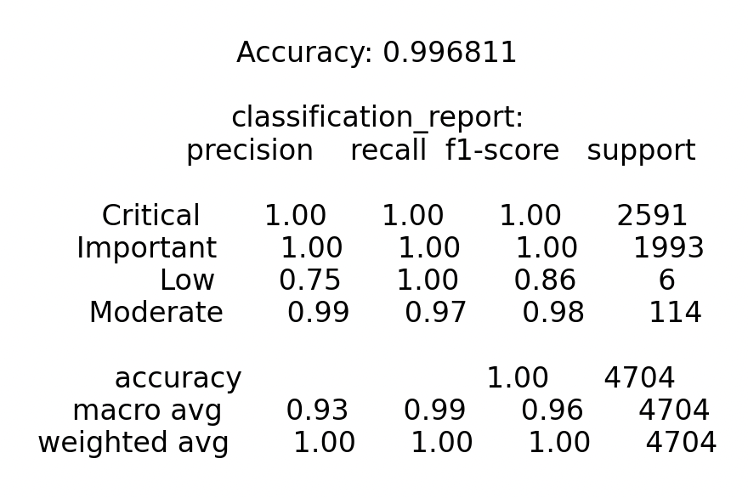 Accuracy: 0.996811
classification_report:
precision recall f1-score support
Critical 1.00 1.00 1.00 2591
Important 1.00 1.00 1.00 1993
Low 0.75 1.00 0.86 6
Moderate 0.99 0.97 0.98 114
accuracy 1.00 4704
macro avg 0.93 0.99 0.96 4704
weighted avg 1.00 1.00 1.00 4704